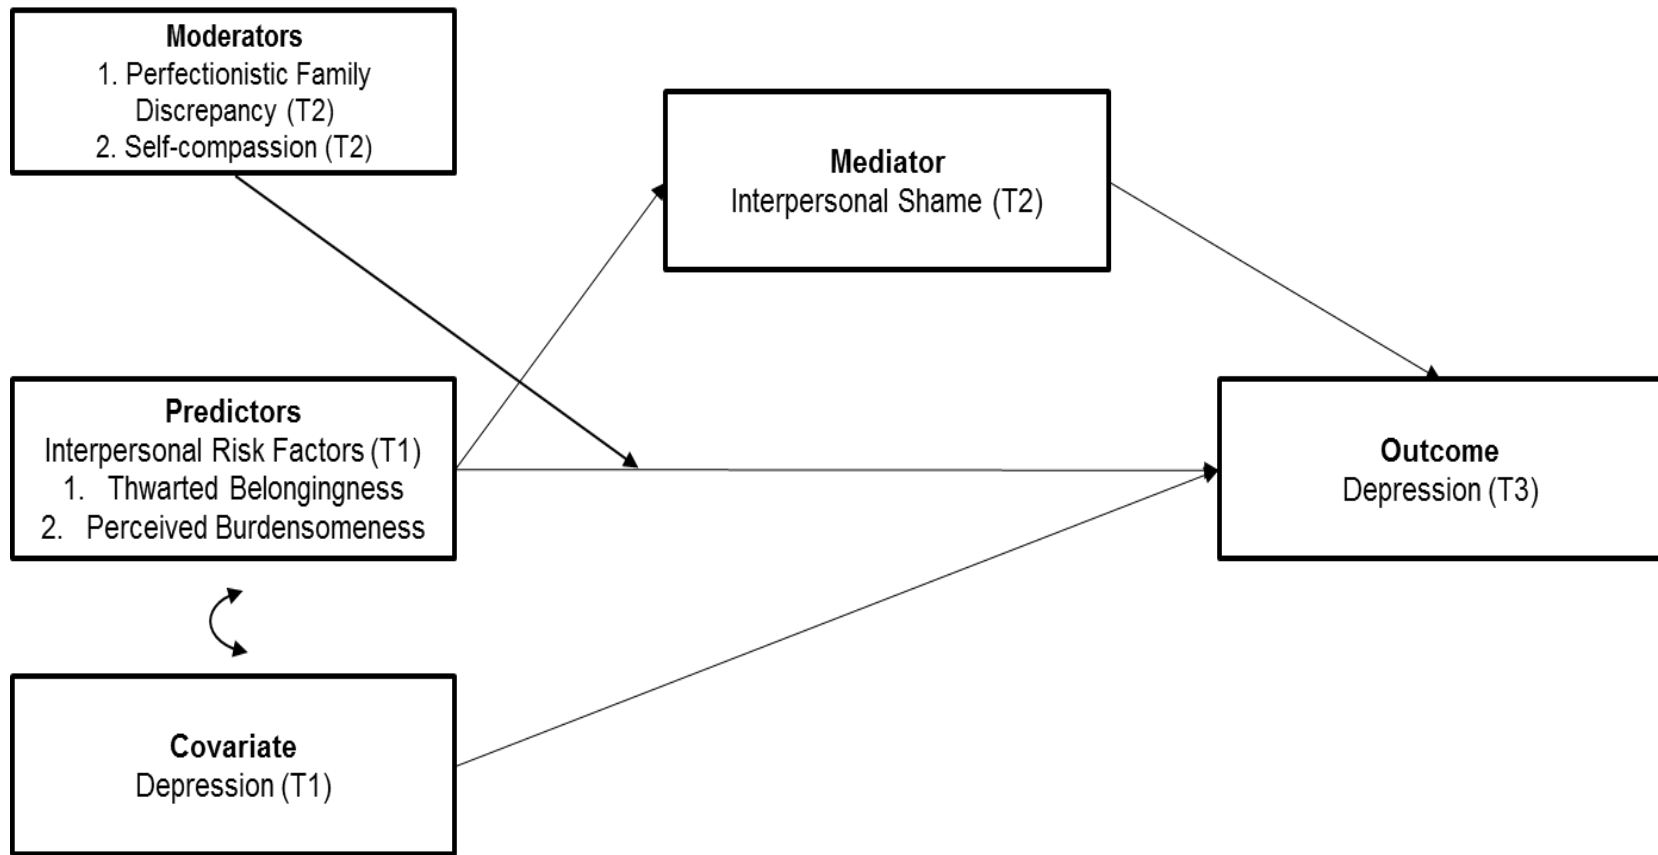 Moderators
1. Perfectionistic Family
Discrepancy (T2)
2. Self-compassion (T2)
Mediator
Interpersonal Shame (T2)
Predictors
Interpersonal Risk Factors (T1)
1. Thwarted Belongingness
2. Perceived Burdensomeness
Outcome
Depression (T3)
Covariate
Depression (T1)